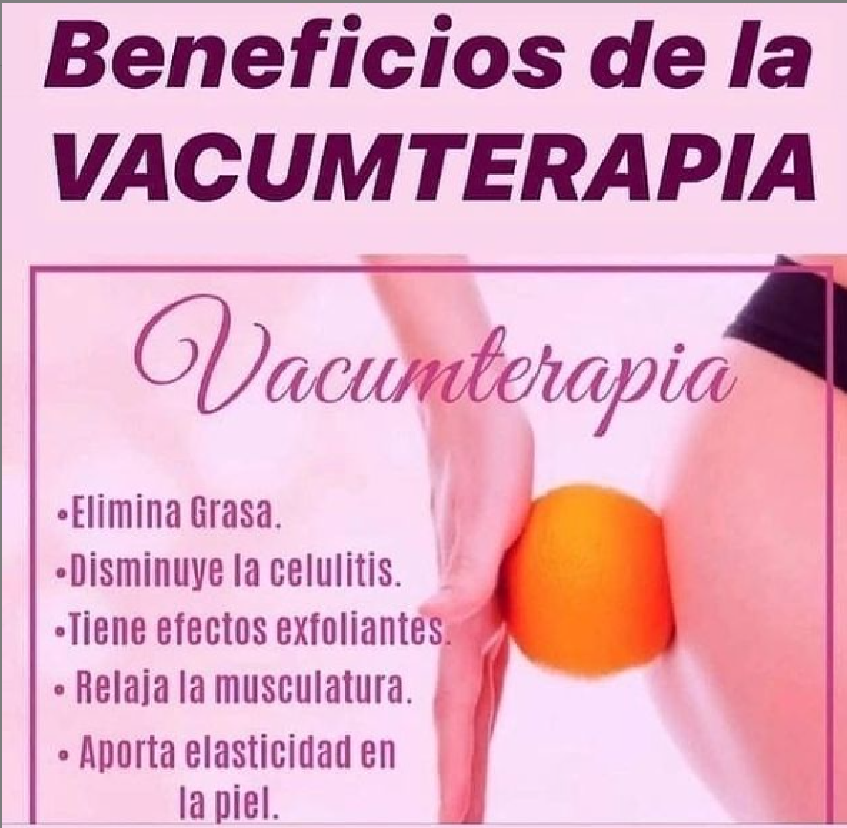 Beneficios de la
VACUMTERAPIA
Vacumterapia
•Elimina Grasa.
•Disminuye la celulitis.
•Tiene efectos exfoliantes.
• Relaja la musculatura.
• Aporta elasticidad en
la piel.